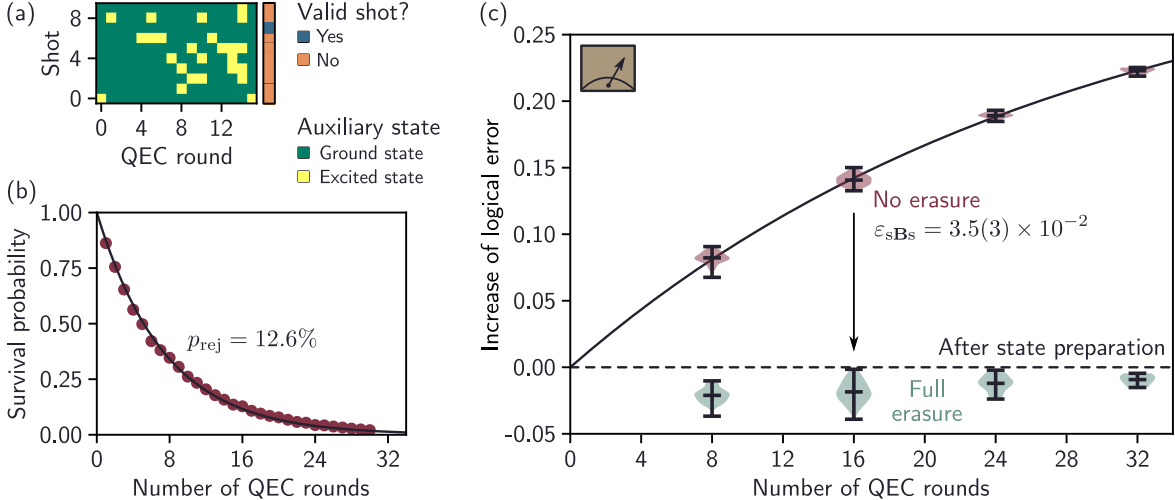 (a)
8
4
0
Shot
0 4 8 12
QEC round
Valid shot?
Yes
No
Auxiliary state
Ground state
Excited state
(b)
1.00
0.75
0.50
0.25
0.00
Survival probability
p_rej = 12.6%
0 8 16 24 32
Number of QEC rounds
(c)
0.25
0.20
0.15
0.10
0.05
0.00
-0.05
Increase of logical error
No erasure
ε_sBs = 3.5(3) × 10⁻²
After state preparation
Full
erasure
0 4 8 12 16 20 24 28 32
Number of QEC rounds